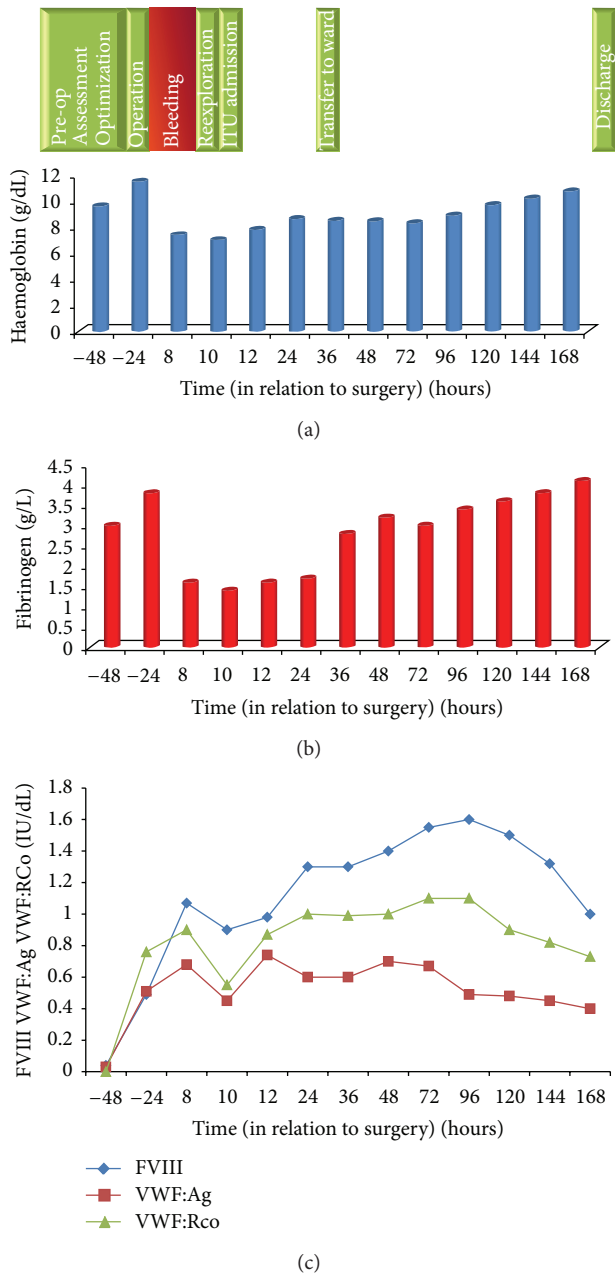 Pre-op
Assessment
Optimization
Operation
Bleeding
Reexploration
ITU admission
Transfer to ward
Discharge
Haemoglobin (g/dL)
12
10
8
6
4
2
0
−48 −24 8 10 12 24 36 48 72 96 120 144 168
Time (in relation to surgery) (hours)
(a)
Fibrinogen (g/L)
4.5
4
3.5
3
2.5
2
1.5
1
0.5
0
−48 −24 8 10 12 24 36 48 72 96 120 144 168
Time (in relation to surgery) (hours)
(b)
FVIII VWF:Ag VWF:RCo (IU/dL)
1.8
1.6
1.4
1.2
1
0.8
0.6
0.4
0.2
0
−48 −24 8 10 12 24 36 48 72 96 120 144 168
Time (in relation to surgery) (hours)
FVIII
VWF:Ag
VWF:Rco
(c)